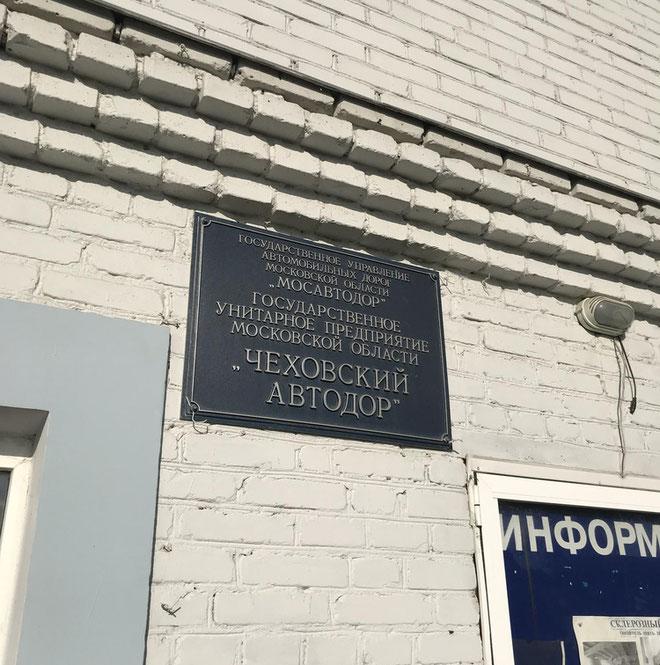 ГОСУДАРСТВЕННОЕ УПРАВЛЕНИЕ
АВТОМОБИЛЬНЫХ ДОРОГ
МОСКОВСКОЙ ОБЛАСТИ
„МОСАВТОДОР”
ГОСУДАРСТВЕННОЕ
УНИТАРНОЕ ПРЕДПРИЯТИЕ
МОСКОВСКОЙ ОБЛАСТИ
„ЧЕХОВСКИЙ
АВТОДОР”
ИНФОРМ